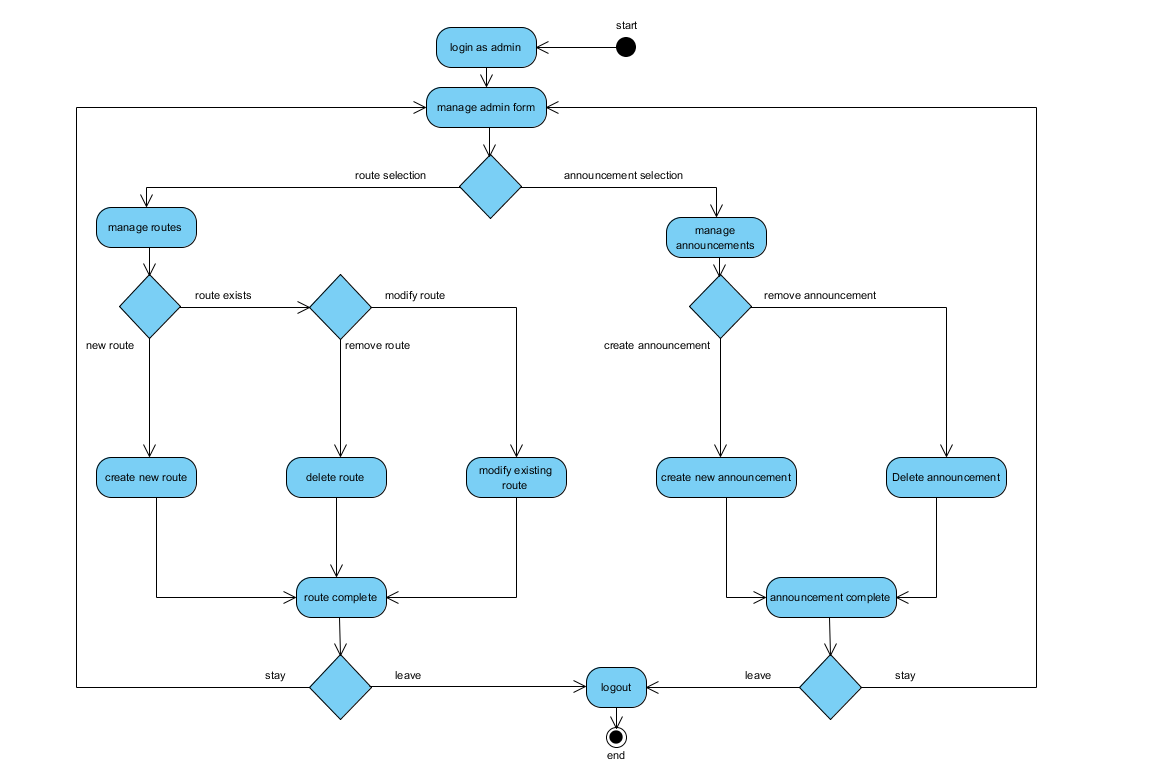 start
login as admin
manage admin form
route selection
announcement selection
manage routes
manage
announcements
route exists
modify route
remove announcement
new route
remove route
create announcement
create new route
delete route
modify existing
route
create new announcement
Delete announcement
route complete
announcement complete
stay
leave
logout
leave
stay
end